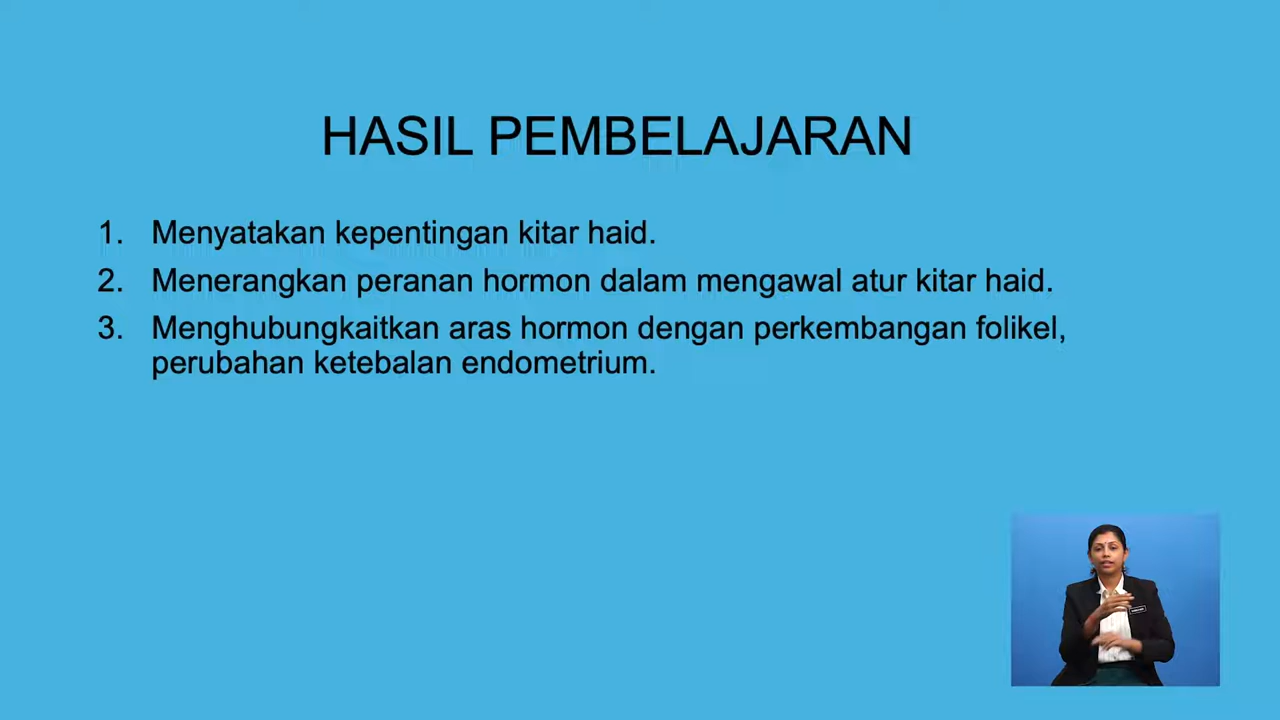 HASIL PEMBELAJARAN
1. Menyatakan kepentingan kitar haid.
2. Menerangkan peranan hormon dalam mengawal atur kitar haid.
3. Menghubungkaitkan aras hormon dengan perkembangan folikel,
perubahan ketebalan endometrium.